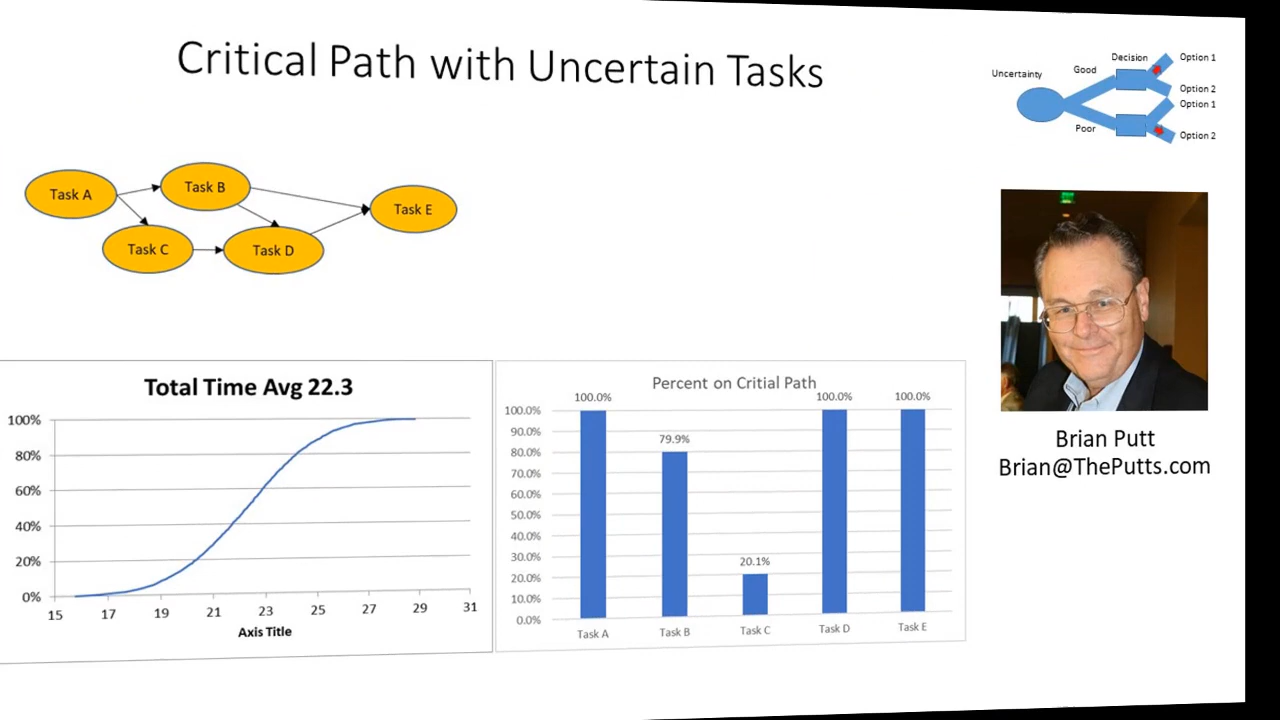 Critical Path with Uncertain Tasks
Uncertainty
Good
Poor
Decision
Option 1
Option 2
Option 1
Option 2
Task A
Task B
Task C
Task D
Task E
Total Time Avg 22.3
100%
80%
60%
40%
20%
0%
15 17 19 21 23 25 27 29 31
Axis Title
Percent on Critial Path
100.0%
90.0%
80.0%
70.0%
60.0%
50.0%
40.0%
30.0%
20.0%
10.0%
0.0%
100.0% 79.9% 20.1% 100.0% 100.0%
Task A Task B Task C Task D Task E
Brian Putt
Brian@ThePutts.com